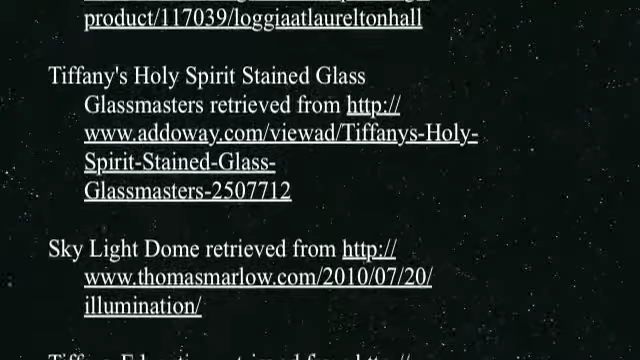 product/117039/loggiaatlaureltonhall
Tiffany's Holy Spirit Stained Glass
Glassmasters retrieved from http://
www.addoway.com/viewad/Tiffanys-Holy-
Spirit-Stained-Glass-
Glassmasters-2507712
Sky Light Dome retrieved from http://
www.thomasmarlow.com/2010/07/20/
illumination/